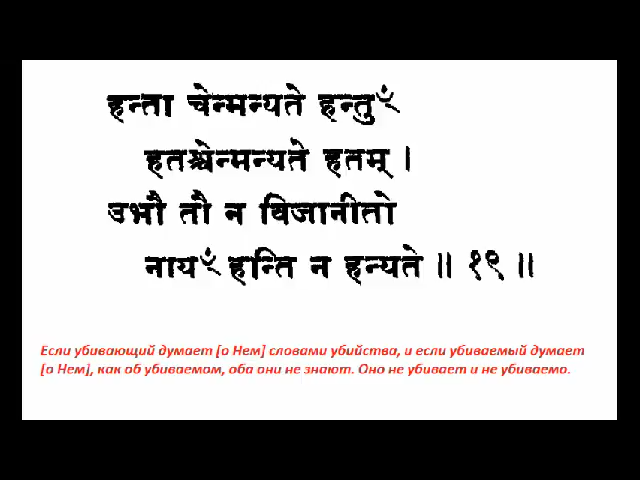 हन्ता चेन्मन्यते हन्तुꣳ
हतश्चेन्मन्यते हतम् ।
उभौ तौ न विजानीतो
नायꣳ हन्ति न हन्यते ॥ १९ ॥
Если убивающий думает [о Нем] словами убийства, и если убиваемый думает
[о Нем], как об убиваемом, оба они не знают. Оно не убивает и не убиваемо.